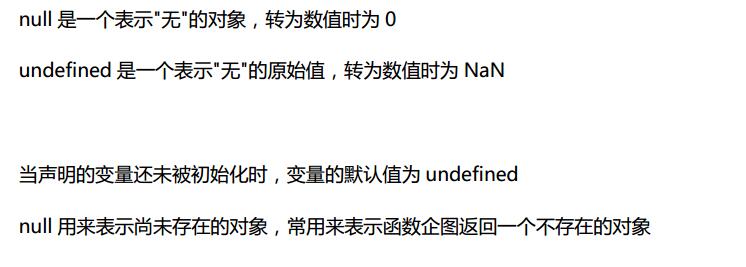 null 是一个表示"无"的对象，转为数值时为 0
undefined 是一个表示"无"的原始值，转为数值时为 NaN
当声明的变量还未被初始化时，变量的默认值为 undefined
null 用来表示尚未存在的对象，常用来表示函数企图返回一个不存在的对象